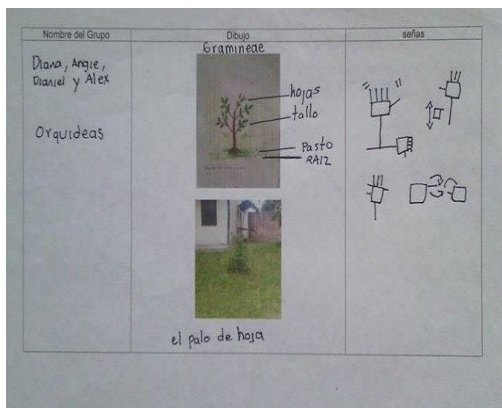 Nombre del Grupo
Dibujo
señas
Diana, Angie,
Daniel y Alex
Orquideas
Gramineae
hojas
tallo
Pasto
RAIZ
el palo de hoja